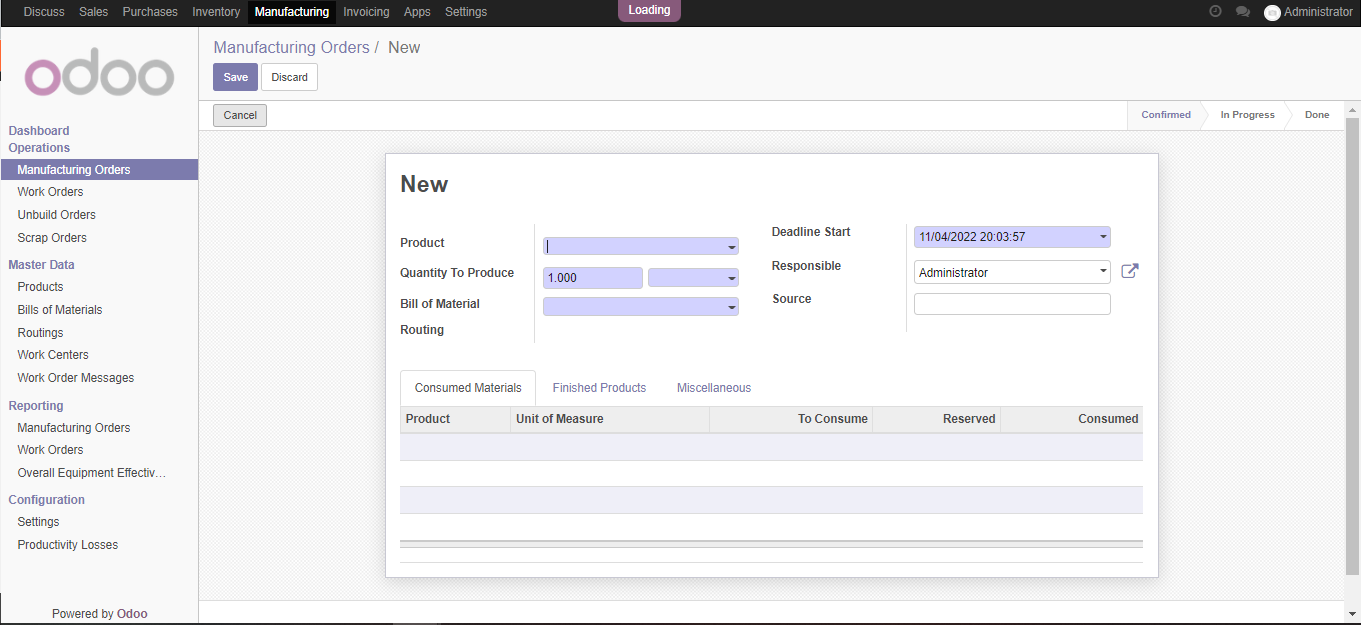 Discuss Sales Purchases Inventory Manufacturing Invoicing Apps Settings Loading Administrator
odoo
Manufacturing Orders / New
Save Discard
Cancel Confirmed In Progress Done
Dashboard
Operations
Manufacturing Orders
Work Orders
Unbuild Orders
Scrap Orders
Master Data
Products
Bills of Materials
Routings
Work Centers
Work Order Messages
Reporting
Manufacturing Orders
Work Orders
Overall Equipment Effectiv…
Configuration
Settings
Productivity Losses
Powered by Odoo
New
Product
Quantity To Produce 1.000
Bill of Material
Routing
Deadline Start 11/04/2022 20:03:57
Responsible Administrator
Source
Consumed Materials Finished Products Miscellaneous
Product Unit of Measure To Consume Reserved Consumed